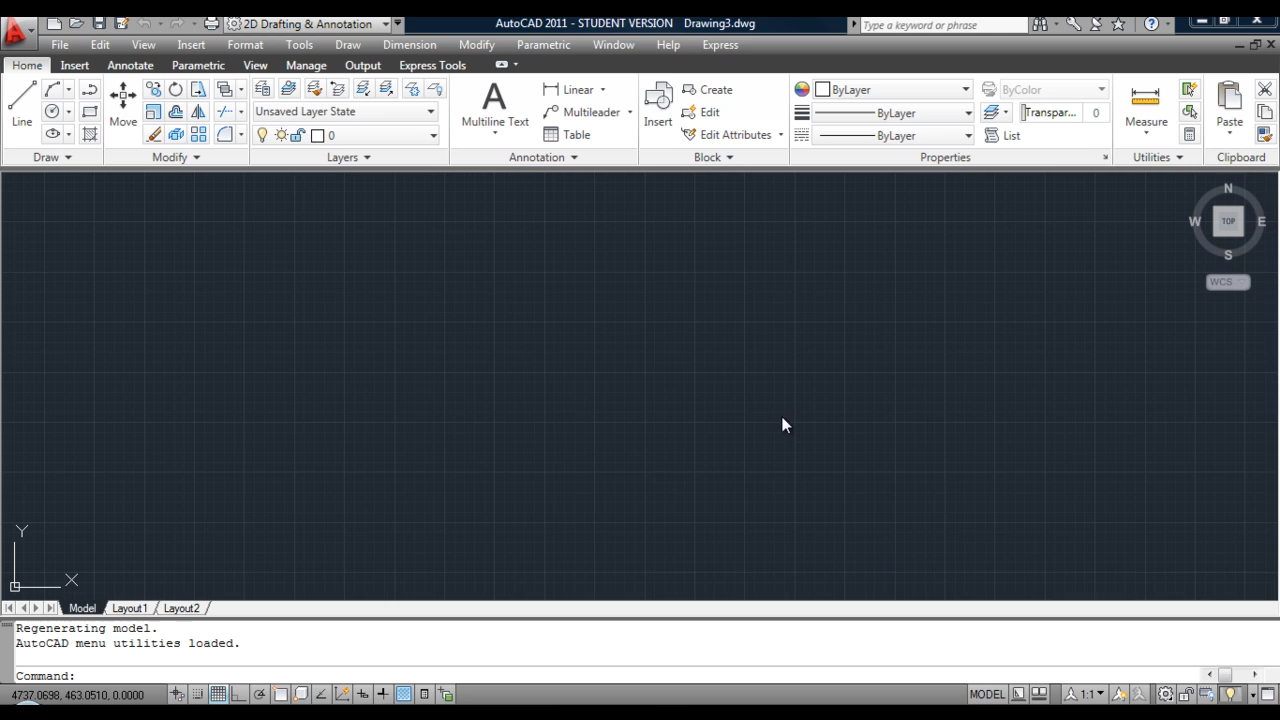 2D Drafting & Annotation
AutoCAD 2011 - STUDENT VERSION Drawing3.dwg
Type a keyword or phrase
File Edit View Insert Format Tools Draw Dimension Modify Parametric Window Help Express
Home Insert Annotate Parametric View Manage Output Express Tools
Line
Move
Unsaved Layer State
0
A
Multiline Text
Linear
Multileader
Table
Insert
Create
Edit
Edit Attributes
ByLayer
ByLayer
ByLayer
ByColor
Transpar... 0
List
Measure
Paste
Draw Modify Layers Annotation Block Properties Utilities Clipboard
N
W TOP E
S
WCS
Y
X
Model Layout1 Layout2
Regenerating model.
AutoCAD menu utilities loaded.
Command:
4737.0698, 463.0510, 0.0000
MODEL 1:1